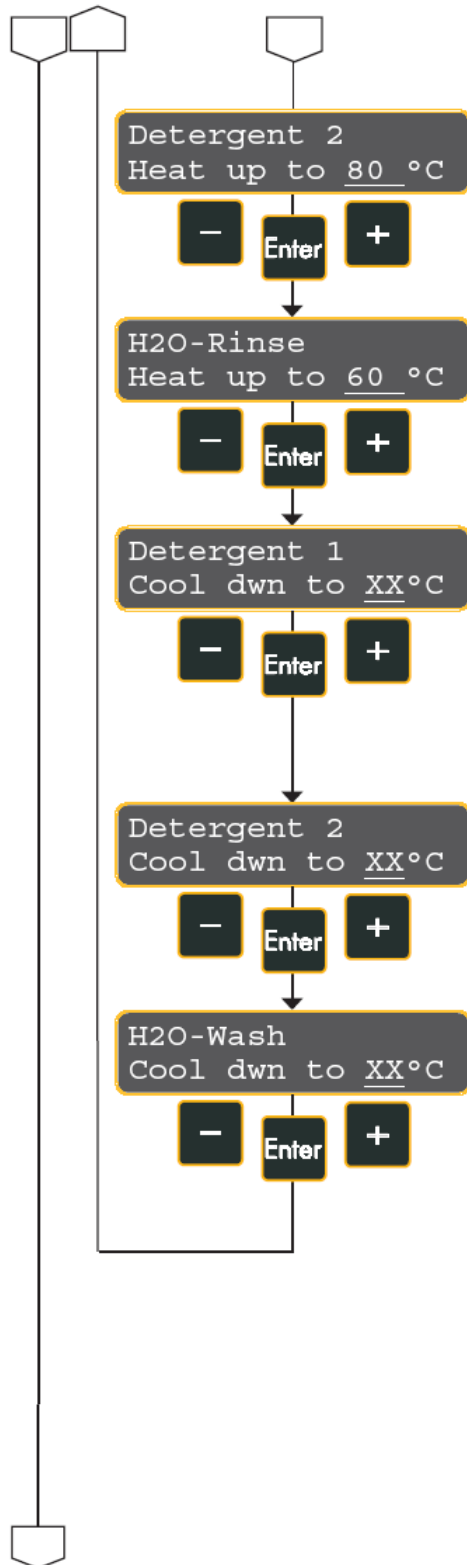 Detergent 2
Heat up to 80 °C
- Enter +
H2O-Rinse
Heat up to 60 °C
- Enter +
Detergent 1
Cool dwn to XX°C
- Enter +
Detergent 2
Cool dwn to XX°C
- Enter +
H2O-Wash
Cool dwn to XX°C
- Enter +